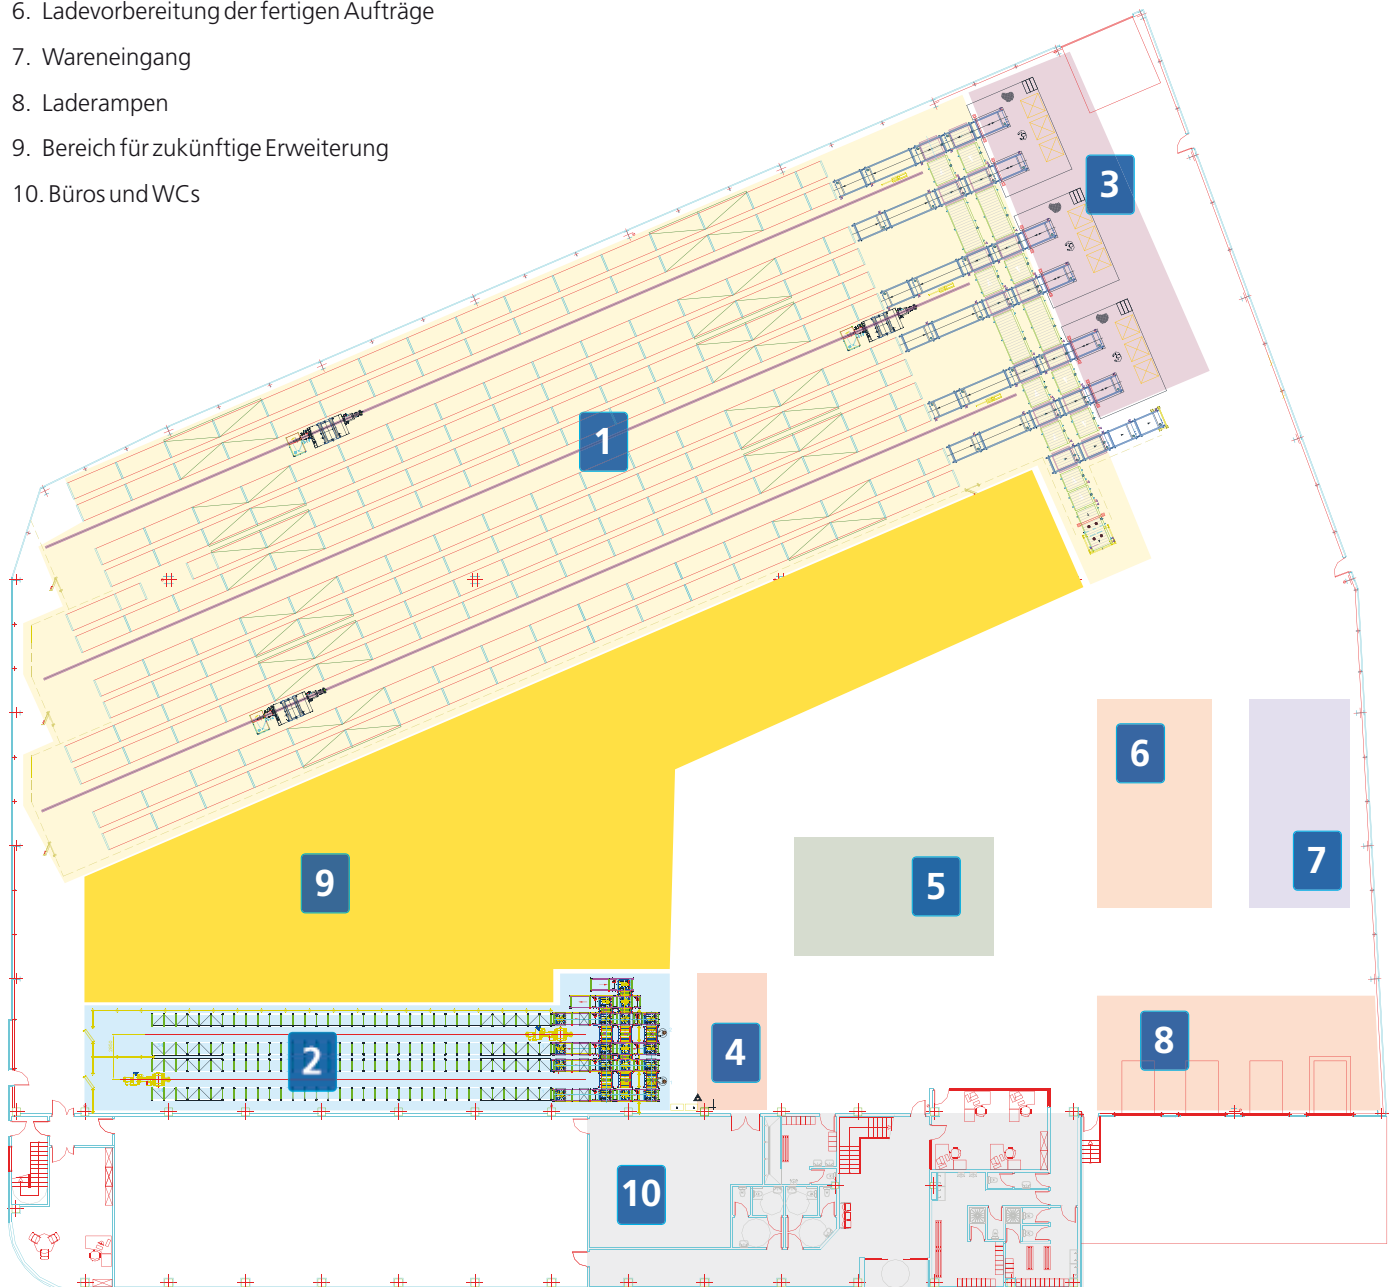 6. Ladevorbereitung der fertigen Aufträge
7. Wareneingang
8. Laderampen
9. Bereich für zukünftige Erweiterung
10. Büros und WCs
3
1
6
7
9
5
8
4
2
10